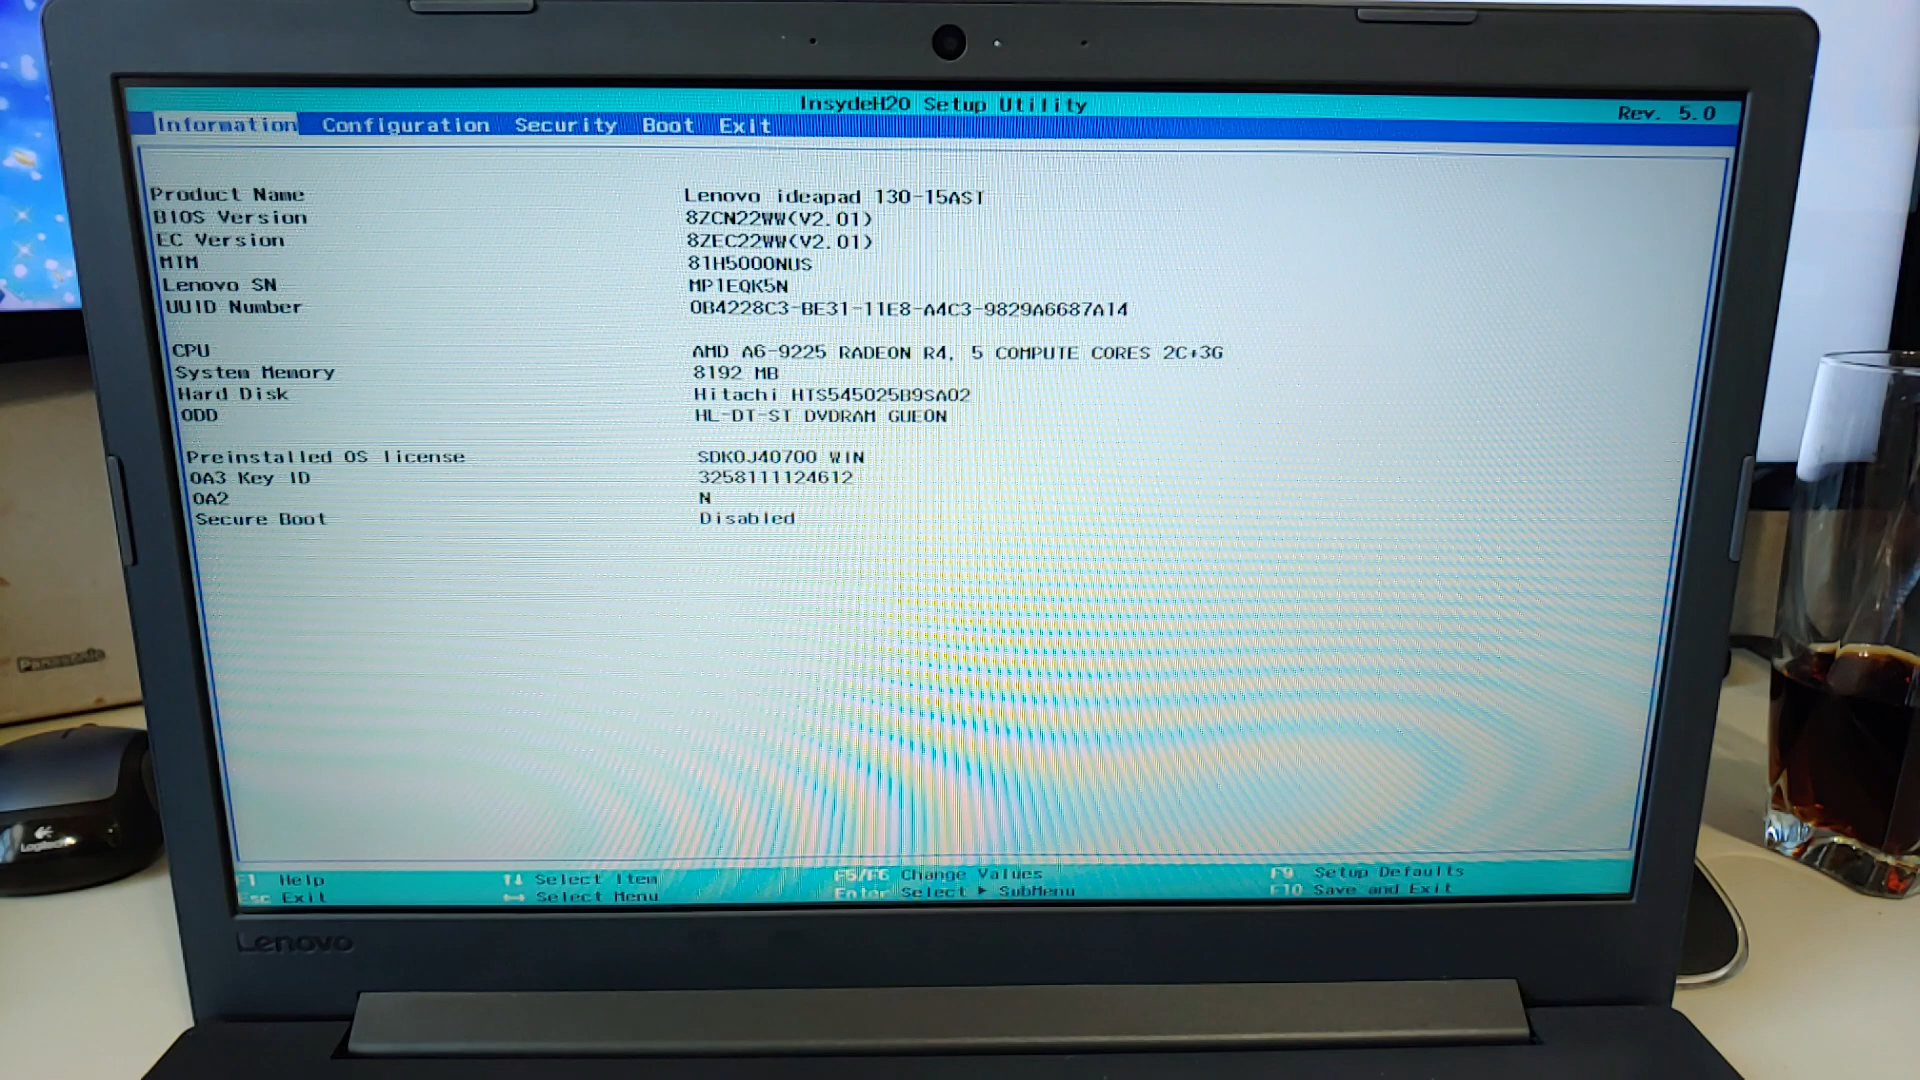 InsydeH20 Setup Utility Rev. 5.0
Information Configuration Security Boot Exit
Product Name Lenovo ideapad 130-15AST
BIOS Version 8ZCN22WW(V2.01)
EC Version 8ZEC22WW(V2.01)
MTM 81H5000NUS
Lenovo SN MP1EQK5N
UUID Number 0B4228C3-BE31-11E8-A4C3-9829A6687A14
CPU AMD A6-9225 RADEON R4, 5 COMPUTE CORES 2C+3G
System Memory 8192 MB
Hard Disk Hitachi HTS545025B9SA02
ODD HL-DT-ST DVDRAM GUE0N
Preinstalled OS license SDK0J40700 WIN
OA3 Key ID 3258111124612
OA2 N
Secure Boot Disabled
F1 Help ↑↓ Select Item F5/F6 Change Values F9 Setup Defaults
Esc Exit ↔ Select Menu Enter Select ▶ SubMenu F10 Save and Exit
Lenovo
Panasonic
Logitech